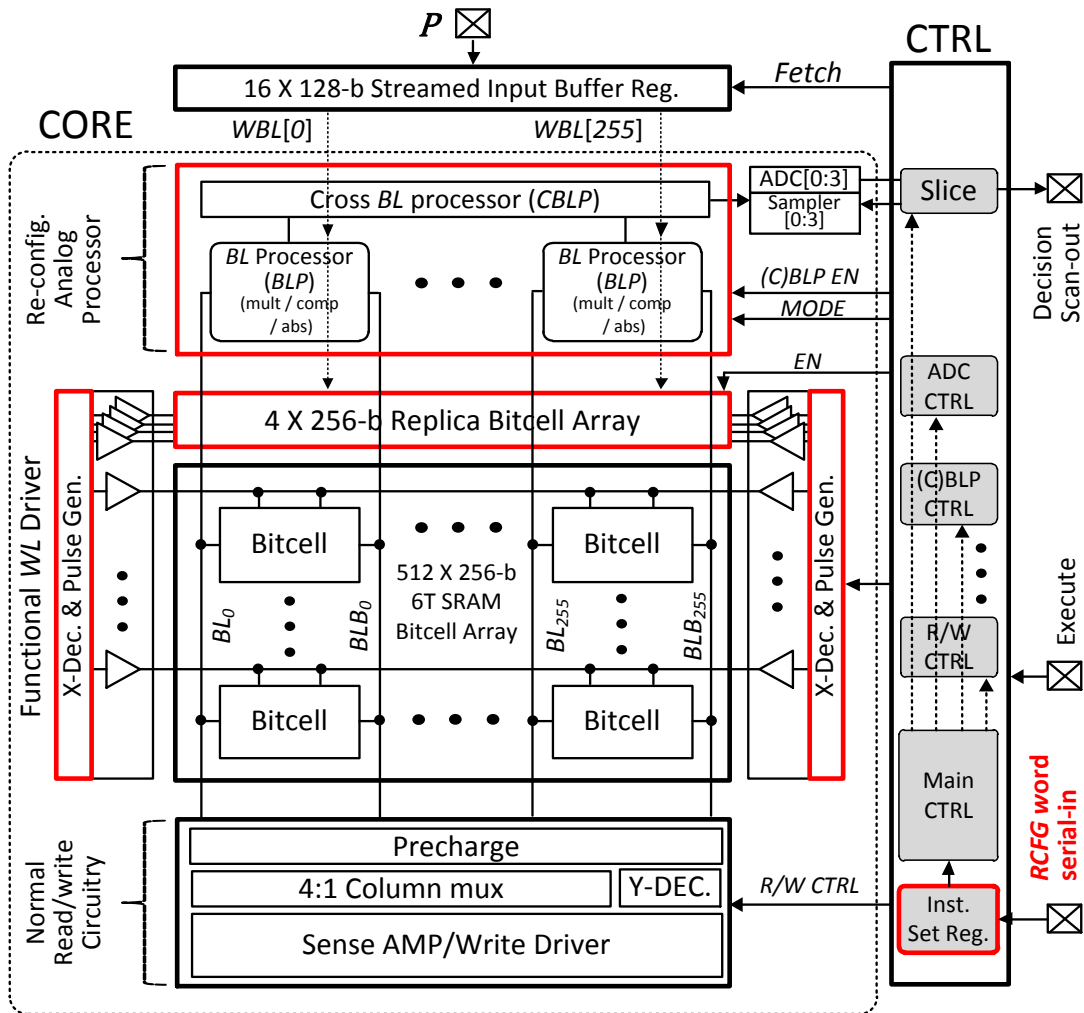 P
CTRL
16 X 128-b Streamed Input Buffer Reg.
Fetch
CORE
WBL[0]
WBL[255]
Re-config.
Analog
Processor
Cross BL processor (CBLP)
ADC[0:3]
Sampler
[0:3]
Slice
Decision
Scan-out
BL Processor
(BLP)
(mult / comp
/ abs)
BL Processor
(BLP)
(mult / comp
/ abs)
(C)BLP EN
MODE
EN
ADC
CTRL
4 X 256-b Replica Bitcell Array
Functional WL Driver
X-Dec. & Pulse Gen.
X-Dec. & Pulse Gen.
(C)BLP
CTRL
Bitcell
Bitcell
512 X 256-b
6T SRAM
Bitcell Array
BL0
BLB0
BL255
BLB255
R/W
CTRL
Execute
Bitcell
Bitcell
Main
CTRL
RCFG word
serial-in
Normal
Read/write
Circuitry
Precharge
4:1 Column mux
Y-DEC.
R/W CTRL
Inst.
Set Reg.
Sense AMP/Write Driver